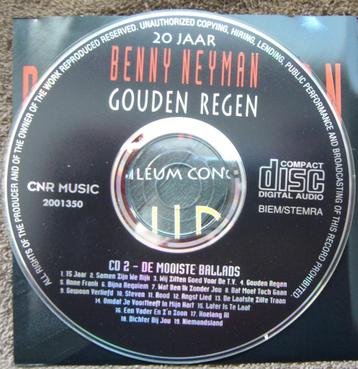 ALL RIGHTS OF THE PRODUCER AND OF THE OWNER OF THE WORK REPRODUCED RESERVED. UNAUTHORIZED COPYING, HIRING, LENDING, PUBLIC PERFORMANCE AND BROADCASTING OF THIS RECORD PROHIBITED
20 JAAR
BENNY NEYMAN
GOUDEN REGEN
CNR MUSIC
2001350
COMPACT
disc
DIGITAL AUDIO
BIEM/STEMRA
CD 2 - DE MOOISTE BALLADS
1. 15 Jaar 2. Samen Zijn We Rijk 3. Wij Zitten Goed Voor De T.V. 4. Gouden Regen
5. Anne Frank 6. Bijna Requiem 7. Wat Ben Ik Zonder Jou 8. Dat Moet Toch Gaan
9. Gewoon Verliefd 10. Steven 11. Rood 12. Angst Lied 13. De Laatste Zilte Traan
14. Omdat Je Voortleeft In Mijn Hart 15. Later Is Te Laat
16. Een Vader En Z'n Zoon 17. Hoelang Al
18. Dichter Bij Jou 19. Niemandsland